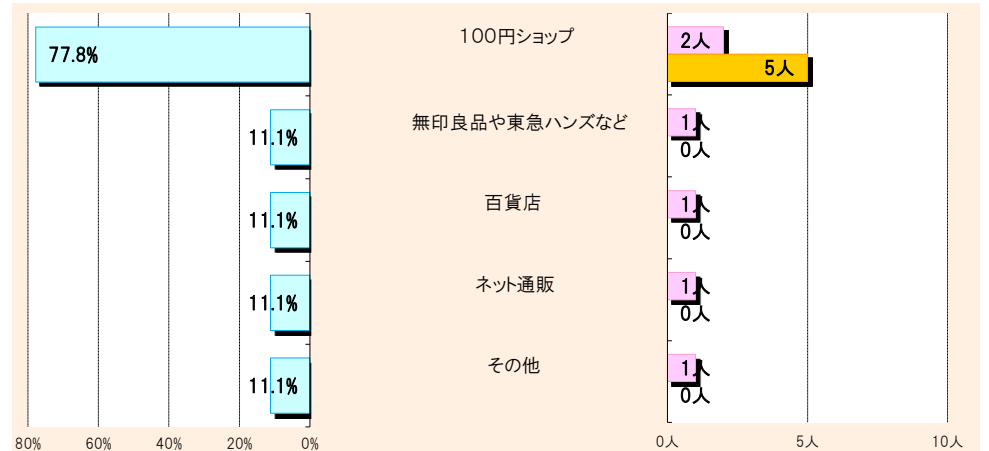 100円ショップ
77.8%
2人
5人
無印良品や東急ハンズなど
11.1%
1人
0人
百貨店
11.1%
1人
0人
ネット通販
11.1%
1人
0人
その他
11.1%
1人
0人
80% 60% 40% 20% 0%
0人 5人 10人